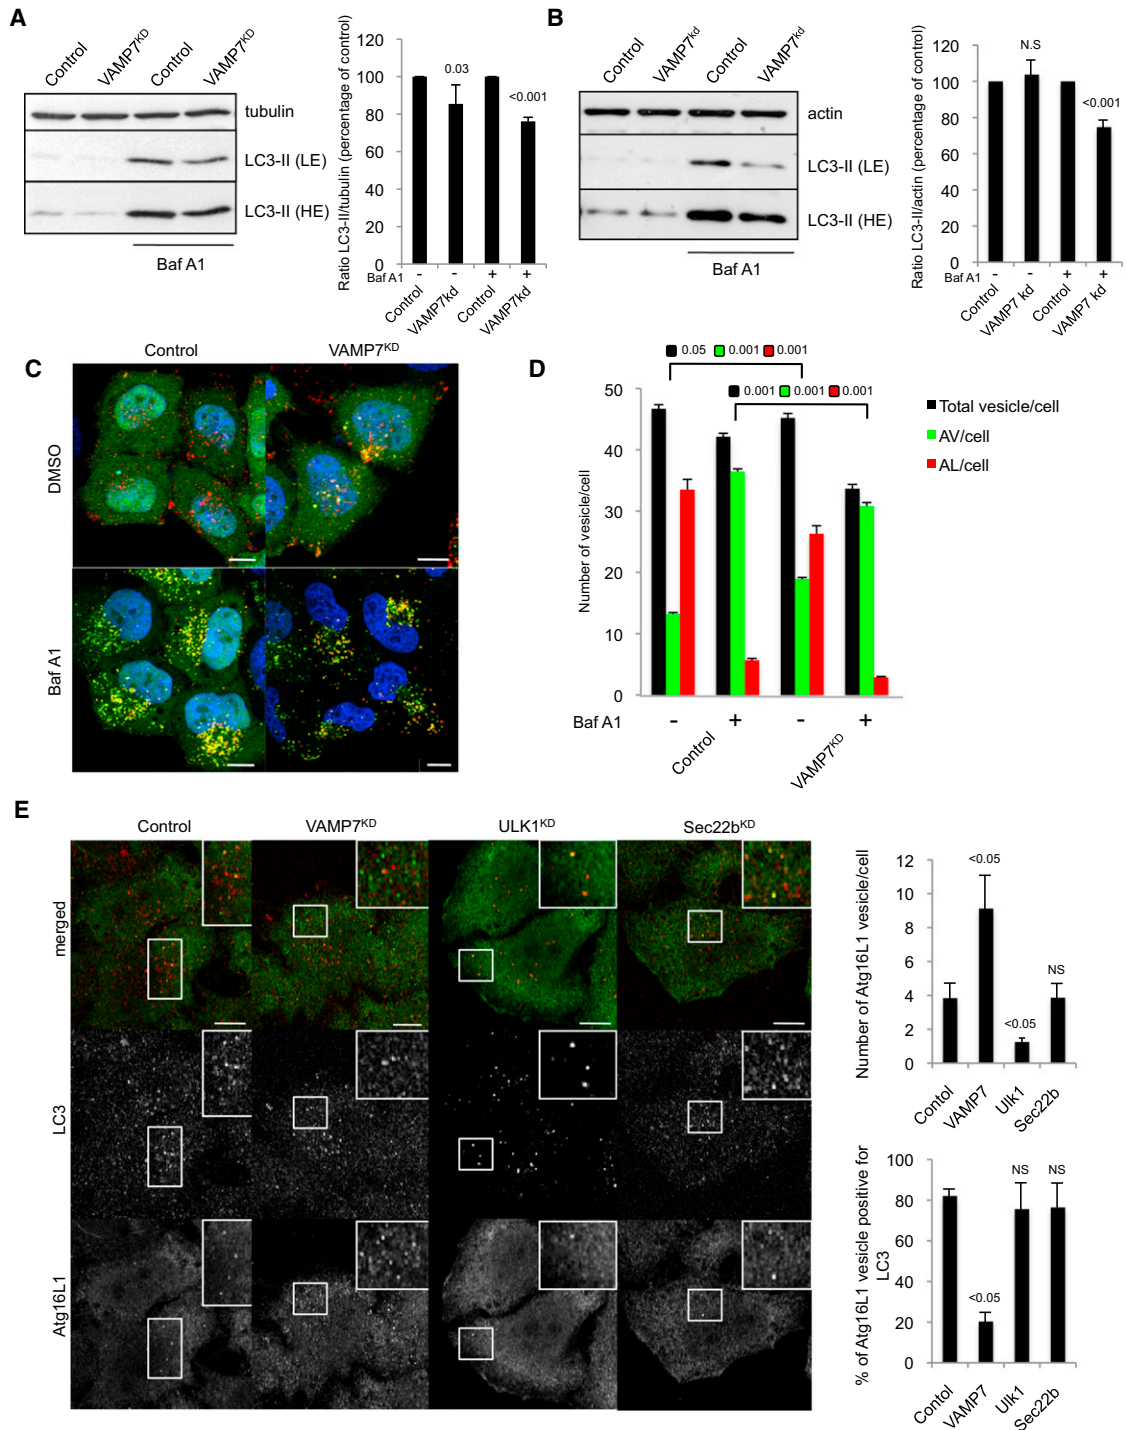 A
Control
VAMP7KD
Control
VAMP7KD
tubulin
LC3-II (LE)
LC3-II (HE)
Baf A1
Ratio LC3-II/tubulin (percentage of control)
120
100
80
60
40
20
0
0.03
<0.001
Baf A1
-
-
+
+
Control
VAMP7kd
Control
VAMP7kd
B
Control
VAMP7kd
Control
VAMP7kd
actin
LC3-II (LE)
LC3-II (HE)
Baf A1
Ratio LC3-II/actin (percentage of control)
120
100
80
60
40
20
0
N.S
<0.001
Baf A1
-
-
+
+
Control
VAMP7 kd
Control
VAMP7 kd
C
Control
VAMP7KD
DMSO
Baf A1
D
0.05 0.001 0.001
0.001 0.001 0.001
Number of vesicle/cell
50
40
30
20
10
0
Baf A1
-
+
-
+
Control
VAMP7KD
Total vesicle/cell
AV/cell
AL/cell
E
Control
VAMP7KD
ULK1KD
Sec22bKD
merged
LC3
Atg16L1
Number of Atg16L1 vesicle/cell
12
10
8
6
4
2
0
<0.05
<0.05
NS
Contol
VAMP7
Ulk1
Sec22b
% of Atg16L1 vesicle positive for
LC3
100
80
60
40
20
0
<0.05
NS
NS
Contol
VAMP7
Ulk1
Sec22b